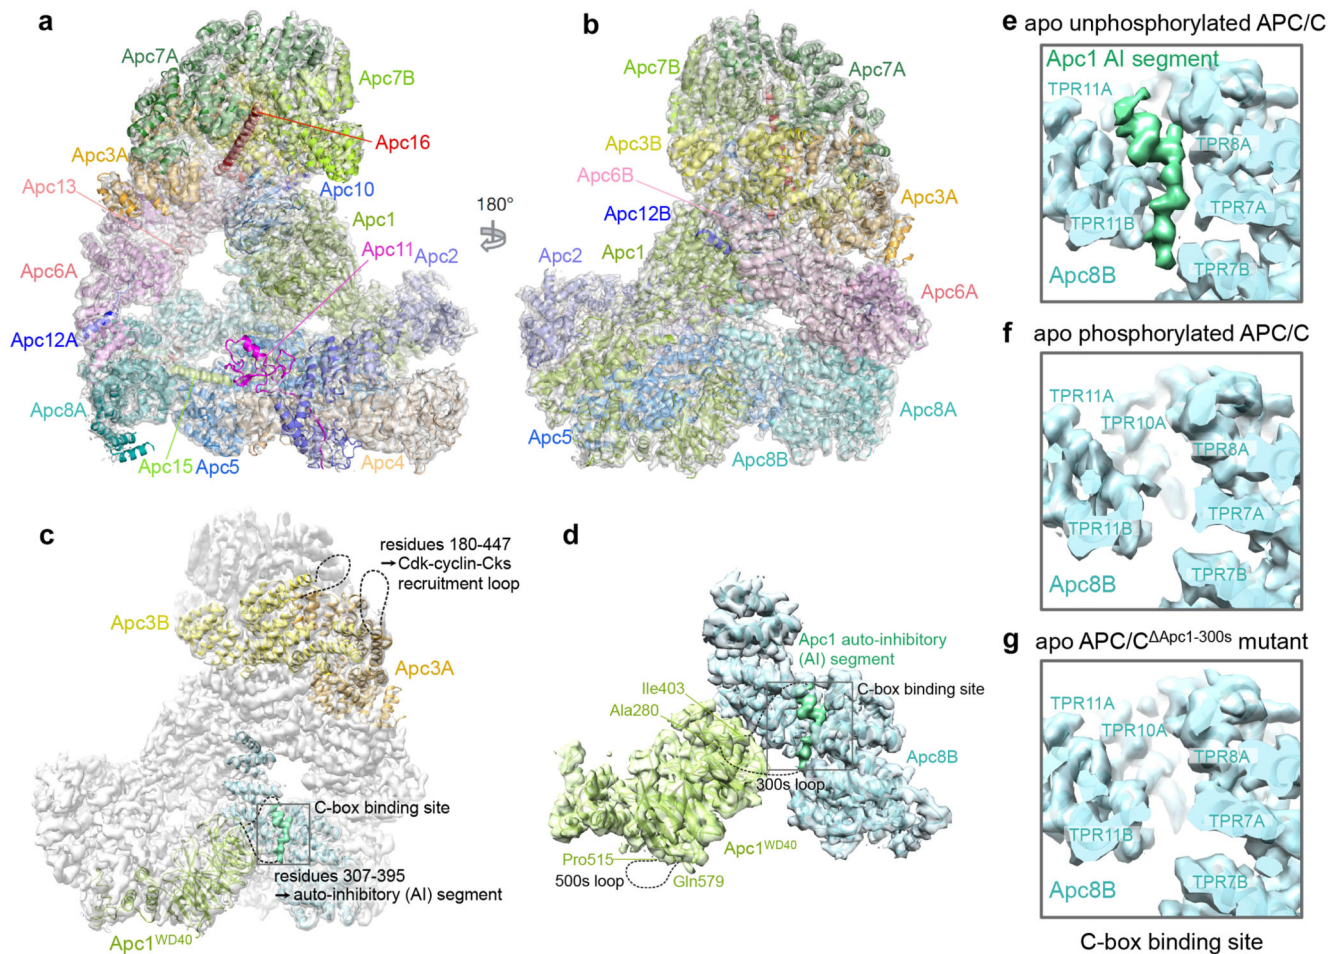 a
Apc7A
Apc7B
Apc16
Apc3A
Apc13
Apc10
Apc1
Apc11
Apc2
Apc6A
Apc12A
Apc8A
Apc15
Apc5
Apc4
180°
b
Apc7B
Apc7A
Apc3B
Apc6B
Apc12B
Apc3A
Apc2
Apc1
Apc6A
Apc5
Apc8A
Apc8B
c
residues 180-447
Cdk-cyclin-Cks
recruitment loop
Apc3B
Apc3A
C-box binding site
residues 307-395
auto-inhibitory (AI) segment
Apc1WD40
d
Apc1 auto-inhibitory
(AI) segment
C-box binding site
Ile403
Ala280
Apc8B
300s loop
Apc1WD40
Pro515
500s loop
Gln579
e apo unphosphorylated APC/C
Apc1 AI segment
TPR11A
TPR8A
TPR7A
TPR11B
TPR7B
Apc8B
f apo phosphorylated APC/C
TPR11A
TPR10A
TPR8A
TPR7A
TPR11B
TPR7B
Apc8B
g apo APC/CΔApc1-300s mutant
TPR11A
TPR10A
TPR8A
TPR7A
TPR11B
TPR7B
Apc8B
C-box binding site